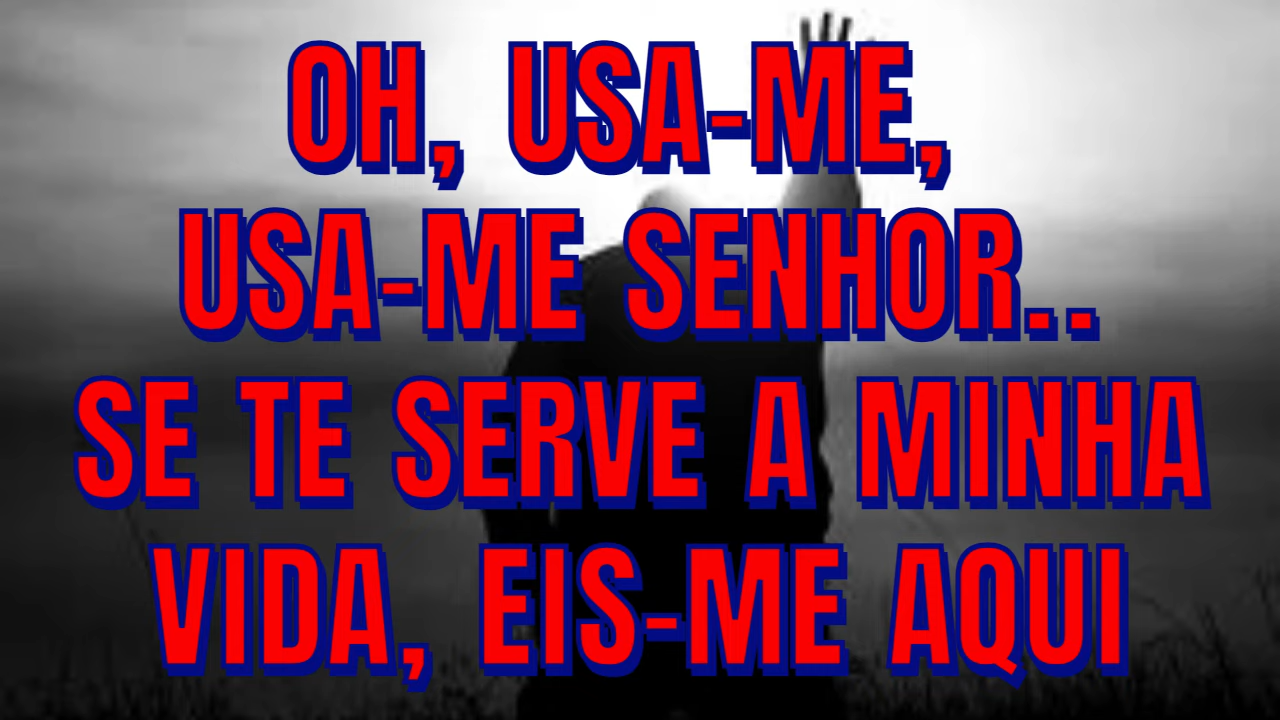 OH, USA-ME,
USA-ME SENHOR..
SE TE SERVE A MINHA
VIDA, EIS-ME AQUI